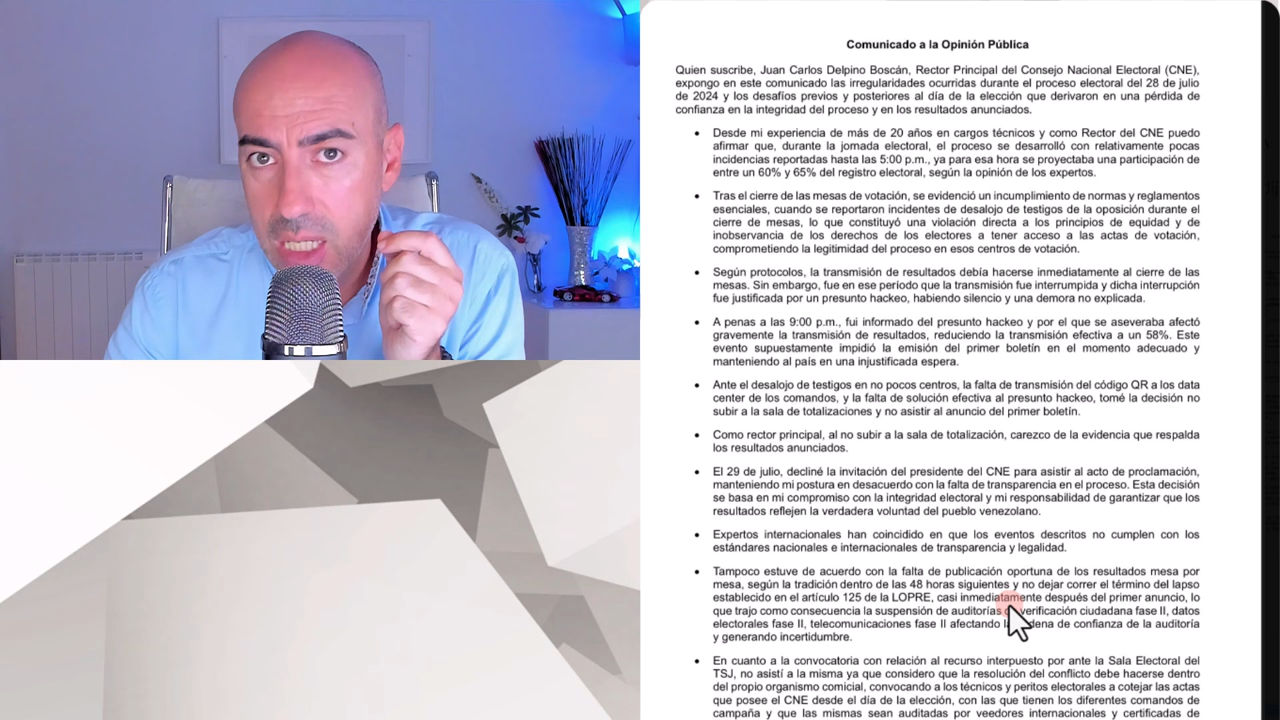 Comunicado a la Opinión Pública
Quien suscribe, Juan Carlos Delpino Boscán, Rector Principal del Consejo Nacional Electoral (CNE),
expongo en este comunicado las irregularidades ocurridas durante el proceso electoral del 28 de julio
de 2024 y los desafíos previos y posteriores al día de la elección que derivaron en una pérdida de
confianza en la integridad del proceso y en los resultados anunciados.
• Desde mi experiencia de más de 20 años en cargos técnicos y como Rector del CNE puedo
afirmar que, durante la jornada electoral, el proceso se desarrolló con relativamente pocas
incidencias reportadas hasta las 5:00 p.m., ya para esa hora se proyectaba una participación de
entre un 60% y 65% del registro electoral, según la opinión de los expertos.
• Tras el cierre de las mesas de votación, se evidenció un incumplimiento de normas y reglamentos
esenciales, cuando se reportaron incidentes de desalojo de testigos de la oposición durante el
cierre de mesas, lo que constituyó una violación directa a los principios de equidad y de
inobservancia de los derechos de los electores a tener acceso a las actas de votación,
comprometiendo la legitimidad del proceso en esos centros de votación.
• Según protocolos, la transmisión de resultados debía hacerse inmediatamente al cierre de las
mesas. Sin embargo, fue en ese período que la transmisión fue interrumpida y dicha interrupción
fue justificada por un presunto hackeo, habiendo silencio y una demora no explicada.
• A penas a las 9:00 p.m., fui informado del presunto hackeo y por el que se aseveraba afectó
gravemente la transmisión de resultados, reduciendo la transmisión efectiva a un 58%. Este
evento supuestamente impidió la emisión del primer boletín en el momento adecuado y
manteniendo al país en una injustificada espera.
• Ante el desalojo de testigos en no pocos centros, la falta de transmisión del código QR a los data
center de los comandos, y la falta de solución efectiva al presunto hackeo, tomé la decisión no
subir a la sala de totalizaciones y no asistir al anuncio del primer boletín.
• Como rector principal, al no subir a la sala de totalización, carezco de la evidencia que respalda
los resultados anunciados.
• El 29 de julio, decliné la invitación del presidente del CNE para asistir al acto de proclamación,
manteniendo mi postura en desacuerdo con la falta de transparencia en el proceso. Esta decisión
se basa en mi compromiso con la integridad electoral y mi responsabilidad de garantizar que los
resultados reflejen la verdadera voluntad del pueblo venezolano.
• Expertos internacionales han coincidido en que los eventos descritos no cumplen con los
estándares nacionales e internacionales de transparencia y legalidad.
• Tampoco estuve de acuerdo con la falta de publicación oportuna de los resultados mesa por
mesa, según la tradición dentro de las 48 horas siguientes y no dejar correr el término del lapso
establecido en el artículo 125 de la LOPRE, casi inmediatamente después del primer anuncio, lo
que trajo como consecuencia la suspensión de auditorías verificación ciudadana fase II, datos
electorales fase II, telecomunicaciones fase II afectando de confianza de la auditoría
y generando incertidumbre.
• En cuanto a la convocatoria con relación al recurso interpuesto por ante la Sala Electoral del
TSJ, no asistí a la misma ya que considero que la resolución del conflicto debe hacerse dentro
del propio organismo comicial, convocando a los técnicos y peritos electorales a cotejar las actas
que posee el CNE desde el día de la elección, con las que tienen los diferentes comandos de
campaña y que las mismas sean auditadas por veedores internacionales y certificadas de